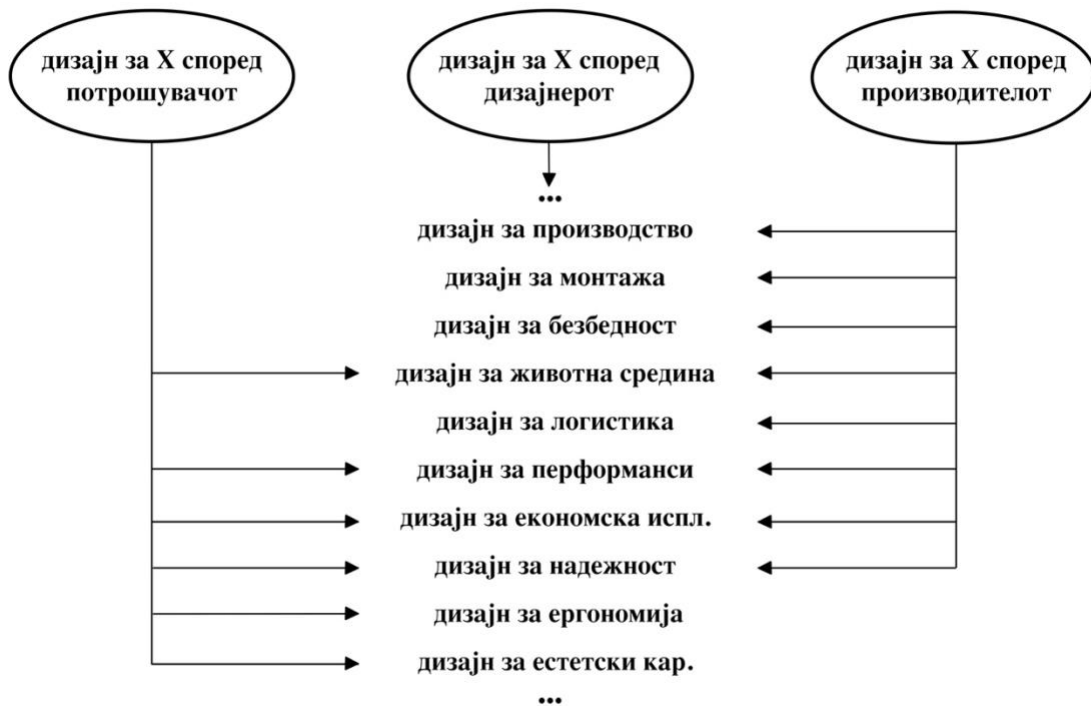 дизајн за X според
потрошувачот
дизајн за X според
дизајнерот
дизајн за X според
производителот
...
дизајн за производство
дизајн за монтажа
дизајн за безбедност
дизајн за животна средина
дизајн за логистика
дизајн за перформанси
дизајн за економска испл.
дизајн за надежност
дизајн за ергономија
дизајн за естетски кар.
...